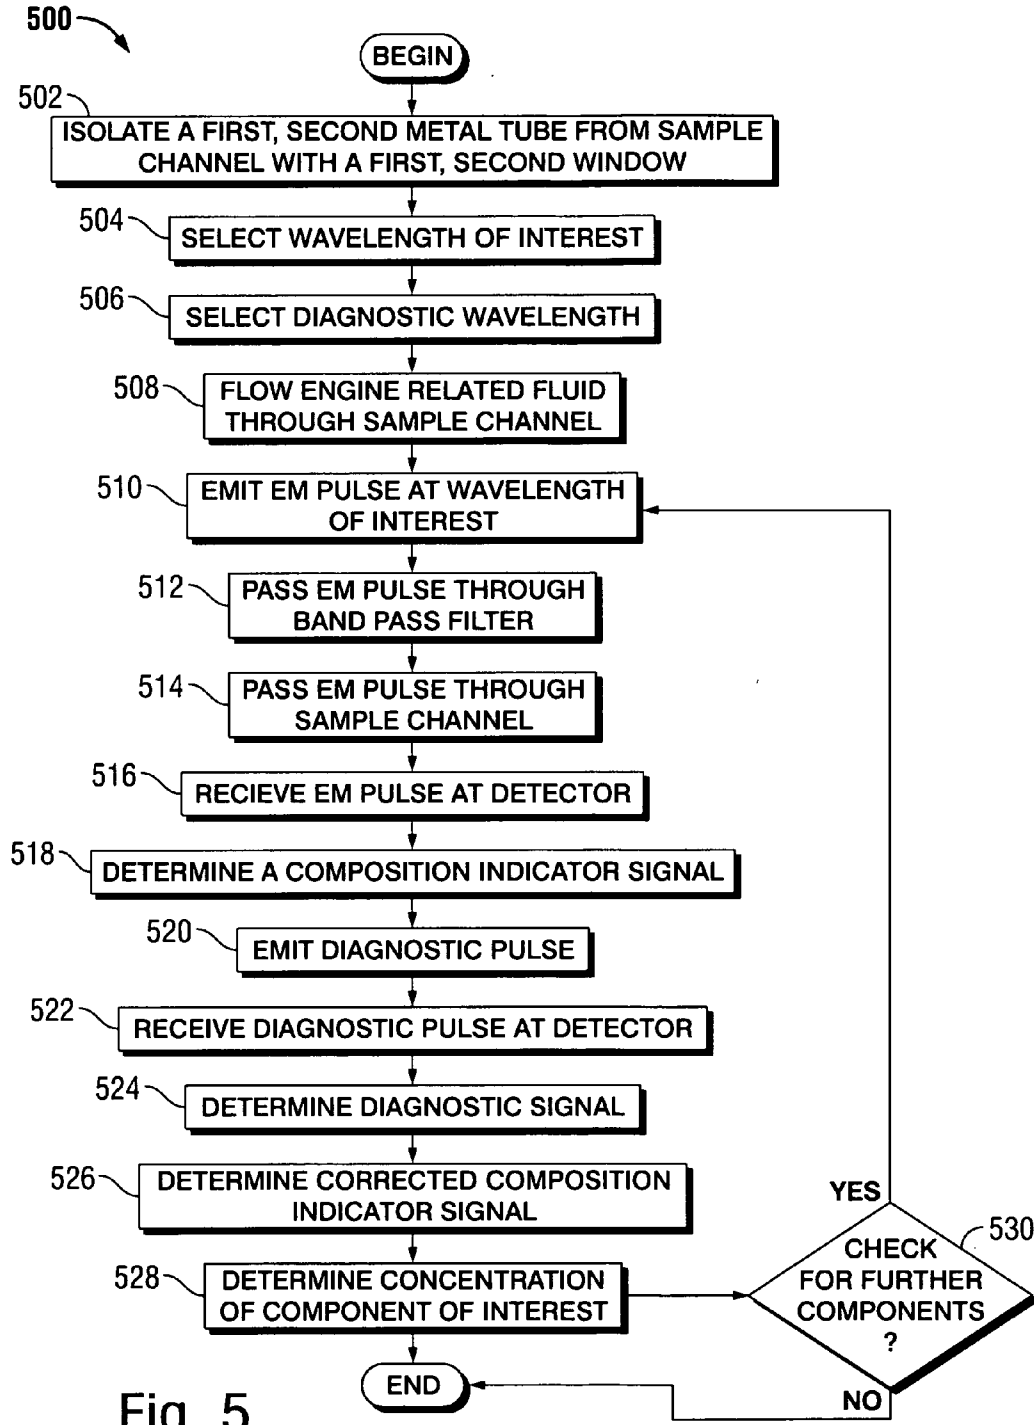 500
BEGIN
502
ISOLATE A FIRST, SECOND METAL TUBE FROM SAMPLE
CHANNEL WITH A FIRST, SECOND WINDOW
504
SELECT WAVELENGTH OF INTEREST
506
SELECT DIAGNOSTIC WAVELENGTH
508
FLOW ENGINE RELATED FLUID
THROUGH SAMPLE CHANNEL
510
EMIT EM PULSE AT WAVELENGTH
OF INTEREST
512
PASS EM PULSE THROUGH
BAND PASS FILTER
514
PASS EM PULSE THROUGH
SAMPLE CHANNEL
516
RECIEVE EM PULSE AT DETECTOR
518
DETERMINE A COMPOSITION INDICATOR SIGNAL
520
EMIT DIAGNOSTIC PULSE
522
RECEIVE DIAGNOSTIC PULSE AT DETECTOR
524
DETERMINE DIAGNOSTIC SIGNAL
526
DETERMINE CORRECTED COMPOSITION
INDICATOR SIGNAL
528
DETERMINE CONCENTRATION
OF COMPONENT OF INTEREST
YES
530
CHECK
FOR FURTHER
COMPONENTS
?
NO
END
Fig. 5